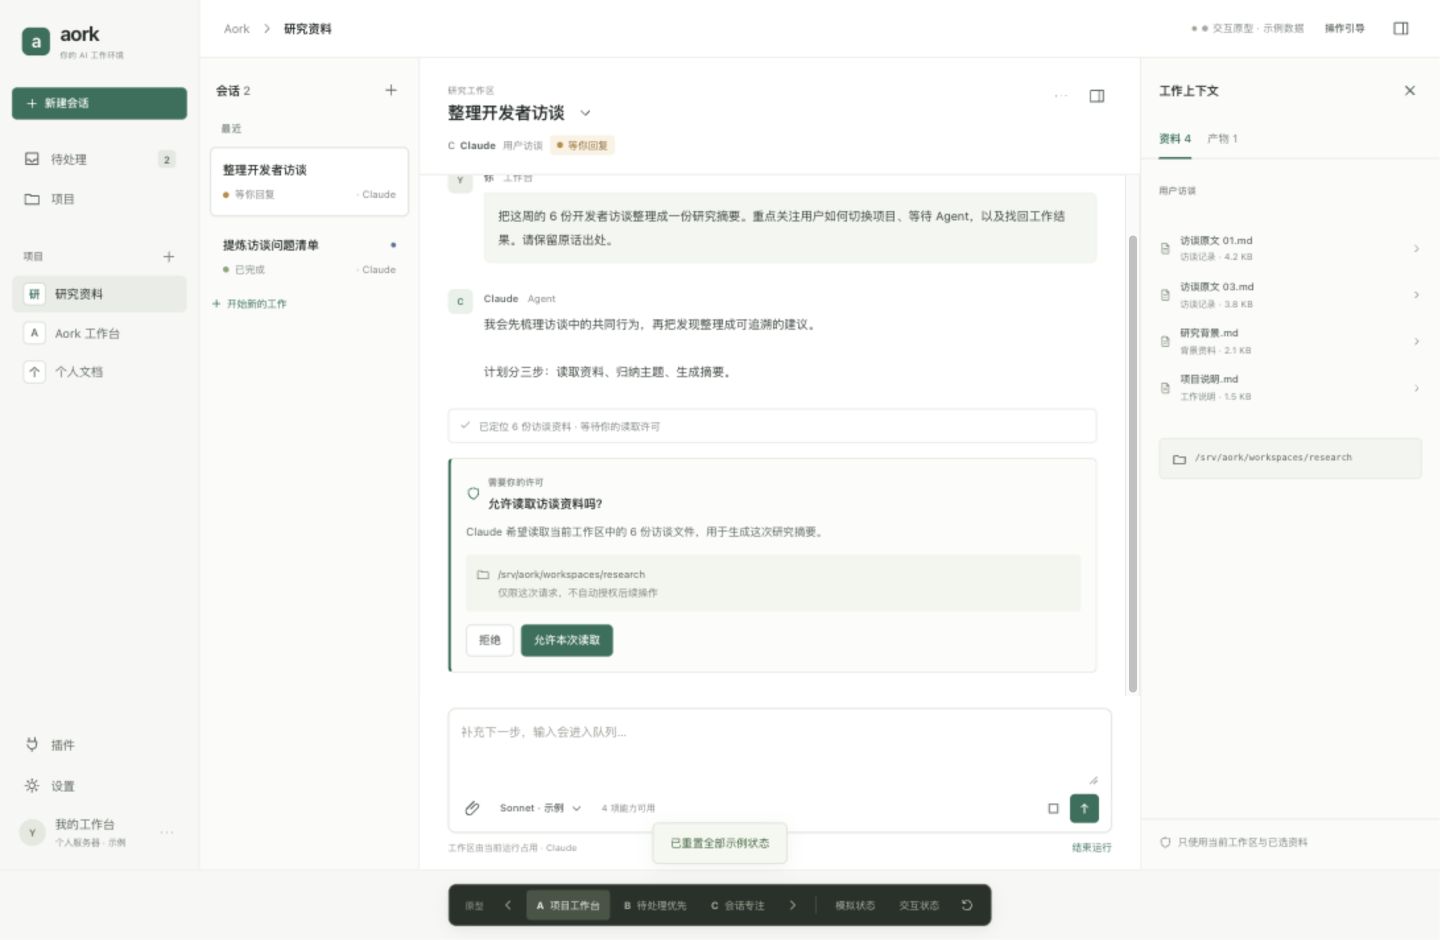 a aork
你的 AI 工作环境
+ 新建会话
待处理 2
项目
项目 +
研 研究资料
A Aork 工作台
个 个人文档
插件
设置
Y 我的工作台 ...
个人服务器 · 示例
Aork > 研究资料
交互原型 · 示例数据 操作引导
会话 2 +
最近
整理开发者访谈
等你回复 · Claude
提炼访谈问题清单
已完成 · Claude
+ 开始新的工作
研究工作区
整理开发者访谈
C Claude 用户访谈 等你回复
Y 你 工作台
把这周的 6 份开发者访谈整理成一份研究摘要。重点关注用户如何切换项目、等待 Agent，以及找回工作结
果。请保留原话出处。
C Claude Agent
我会先梳理访谈中的共同行为，再把发现整理成可追溯的建议。
计划分三步：读取资料、归纳主题、生成摘要。
已定位 6 份访谈资料 · 等待你的读取许可
需要你的许可
允许读取访谈资料吗?
Claude 希望读取当前工作区中的 6 份访谈文件，用于生成这次研究摘要。
/srv/aork/workspaces/research
仅限这次请求，不自动授权后续操作
拒绝 允许本次读取
补充下一步，输入会进入队列...
Sonnet · 示例 4 项能力可用
工作区由当前运行占用 · Claude 结束运行
已重置全部示例状态
工作上下文
资料 4 产物 1
用户访谈
访谈原文 01.md
访谈记录 · 4.2 KB
访谈原文 03.md
访谈记录 · 3.8 KB
研究背景.md
背景资料 · 2.1 KB
项目说明.md
工作说明 · 1.5 KB
/srv/aork/workspaces/research
只使用当前工作区与已选资料
原型 A 项目工作台 B 待处理优先 C 会话专注 模拟状态 交互状态